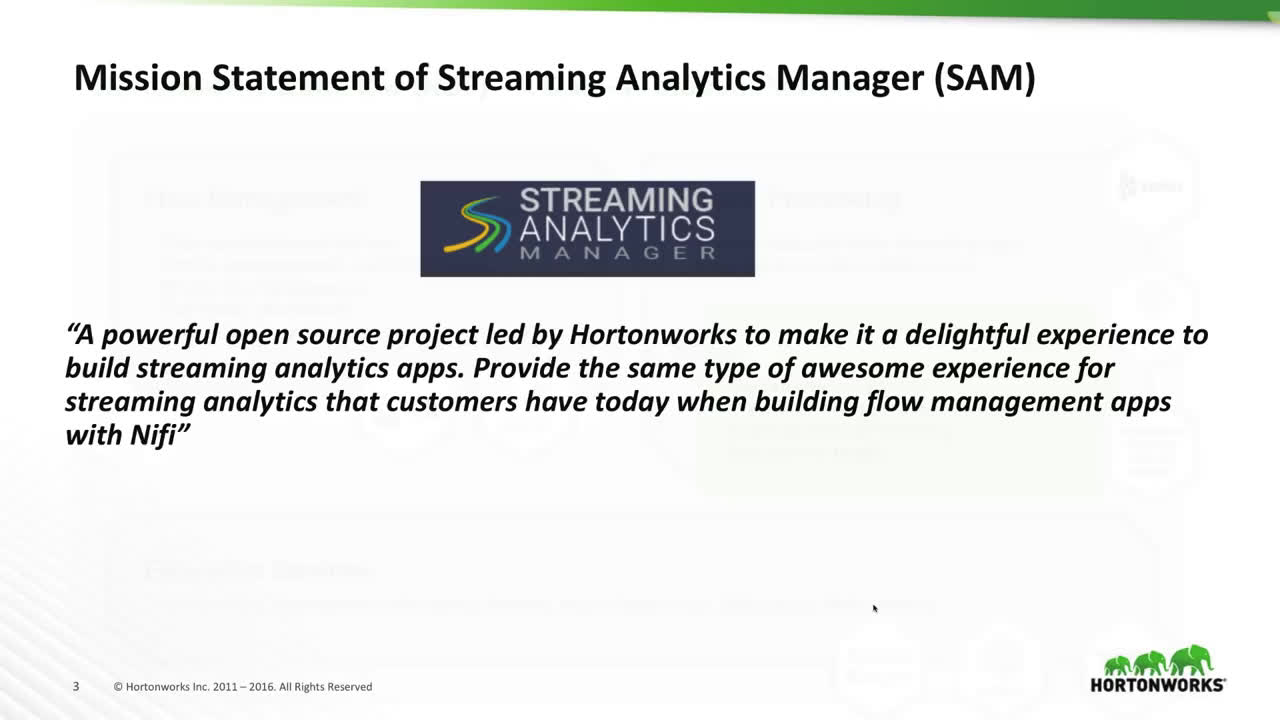 Mission Statement of Streaming Analytics Manager (SAM)
STREAMING
ANALYTICS
MANAGER
“A powerful open source project led by Hortonworks to make it a delightful experience to
build streaming analytics apps. Provide the same type of awesome experience for
streaming analytics that customers have today when building flow management apps
with Nifi”
3 © Hortonworks Inc. 2011 – 2016. All Rights Reserved
HORTONWORKS®